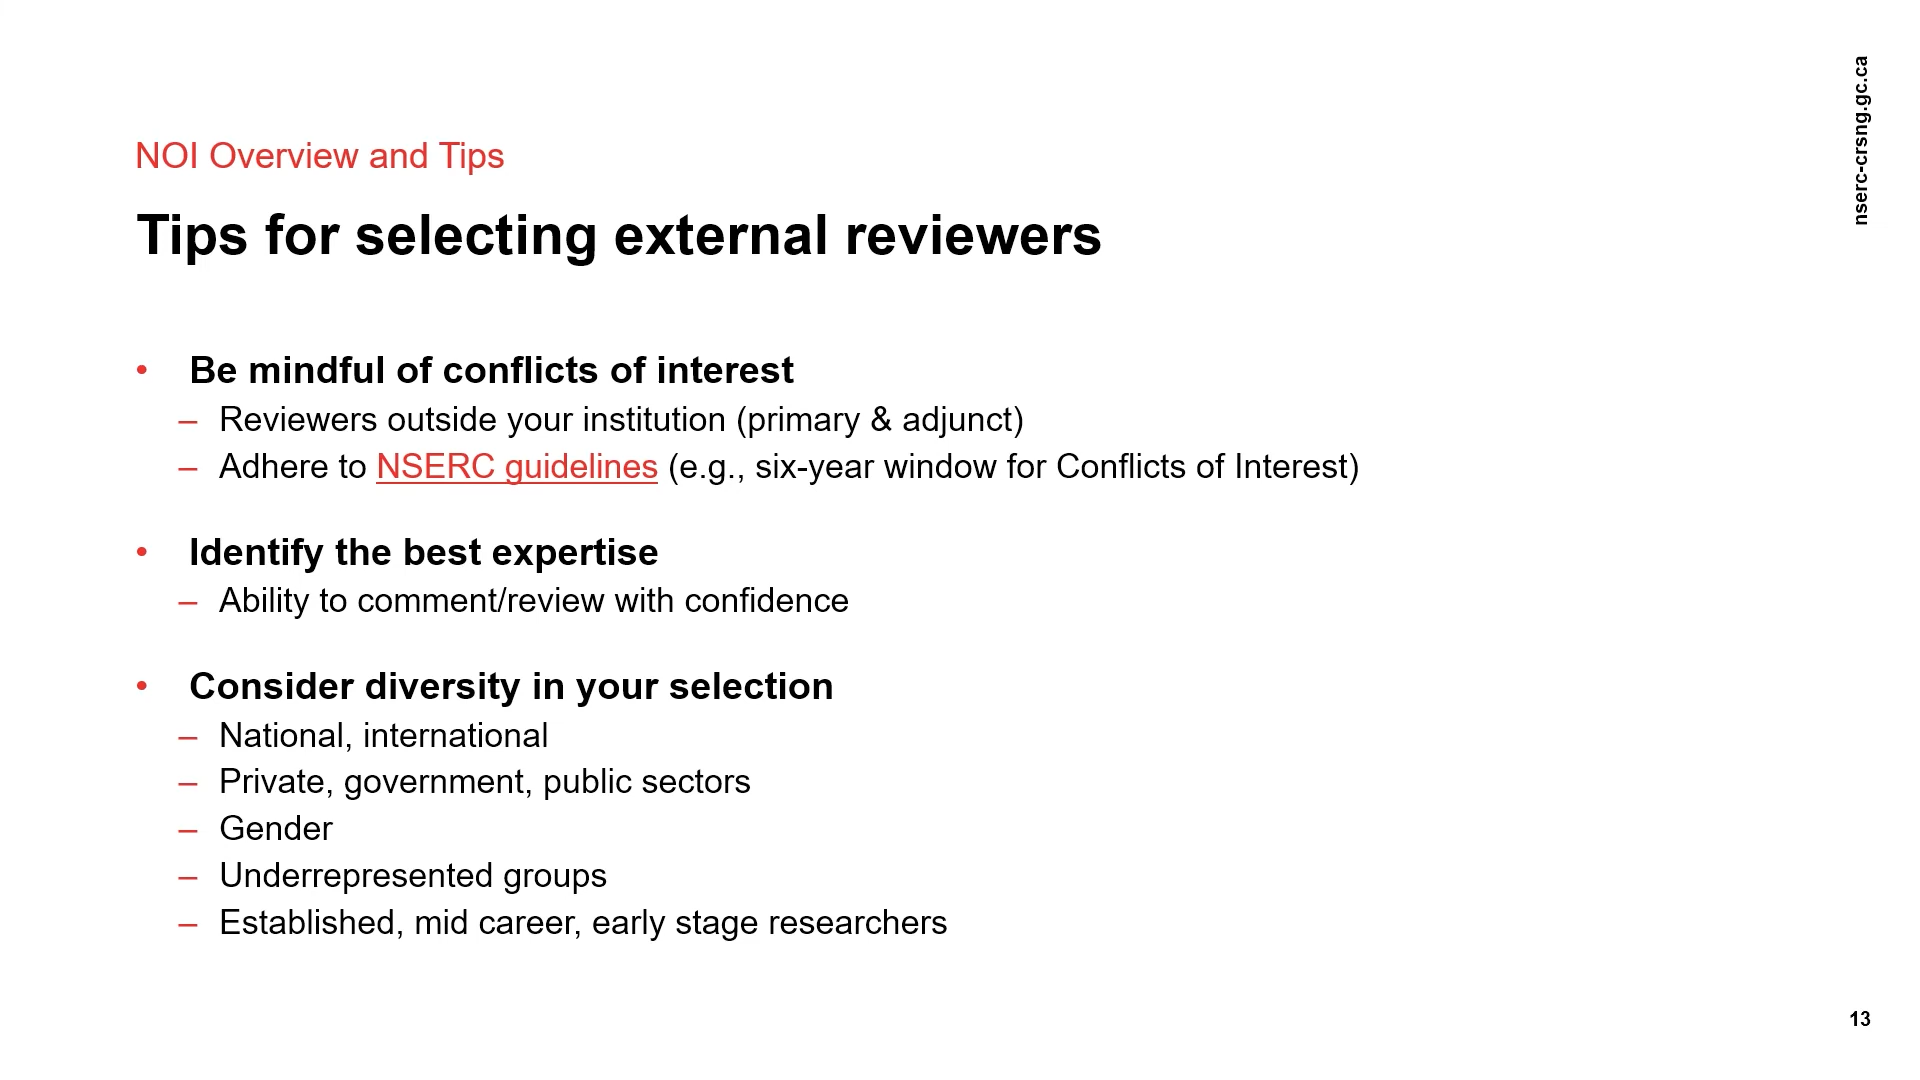 nserc-crsng.gc.ca
NOI Overview and Tips
Tips for selecting external reviewers
• Be mindful of conflicts of interest
– Reviewers outside your institution (primary & adjunct)
– Adhere to NSERC guidelines (e.g., six-year window for Conflicts of Interest)
• Identify the best expertise
– Ability to comment/review with confidence
• Consider diversity in your selection
– National, international
– Private, government, public sectors
– Gender
– Underrepresented groups
– Established, mid career, early stage researchers
13